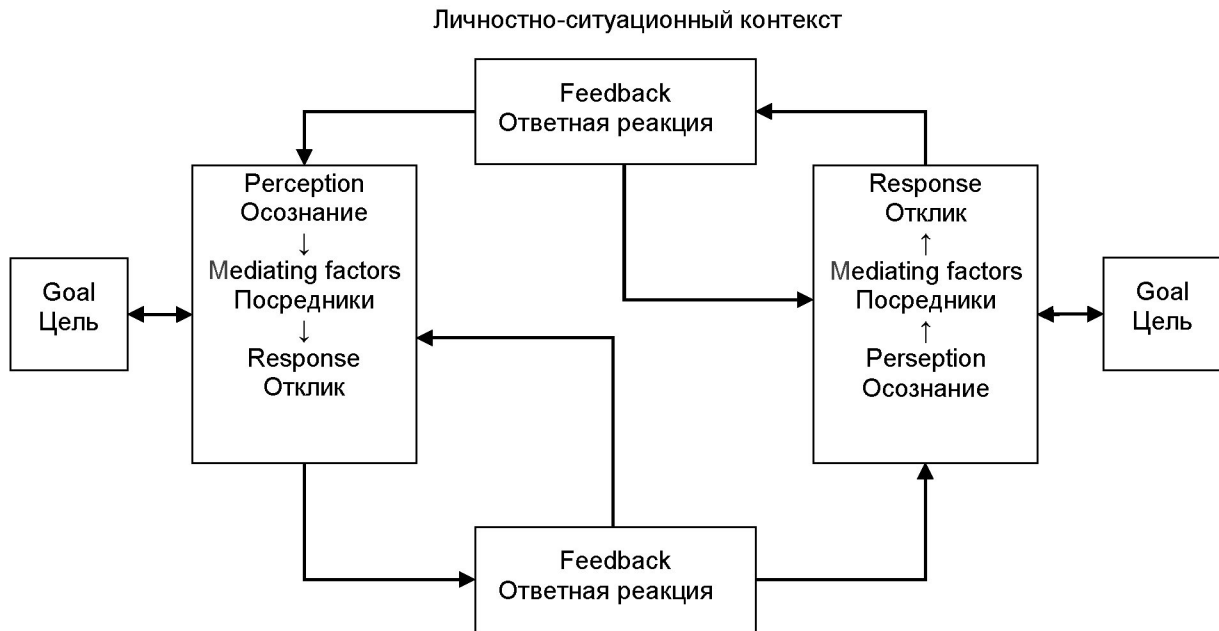 Личностно-ситуационный контекст
Feedback
Ответная реакция
Perception
Осознание
↓
Mediating factors
Посредники
↓
Response
Отклик
Response
Отклик
↑
Mediating factors
Посредники
↑
Perseption
Осознание
Goal
Цель
Goal
Цель
Feedback
Ответная реакция